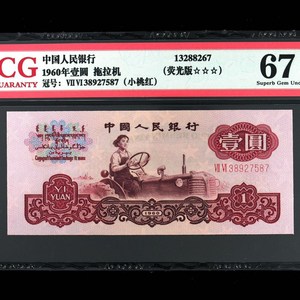 CG
GUARANTY
中国人民银行
1960年壹圆 拖拉机
冠号：VII VI 38927587（小桃红）
13288267
(荧光版☆☆☆)
67
Superb Gem Unc
中国人民银行
壹圆
VII VI 38927587
YI
YUAN
1960
1